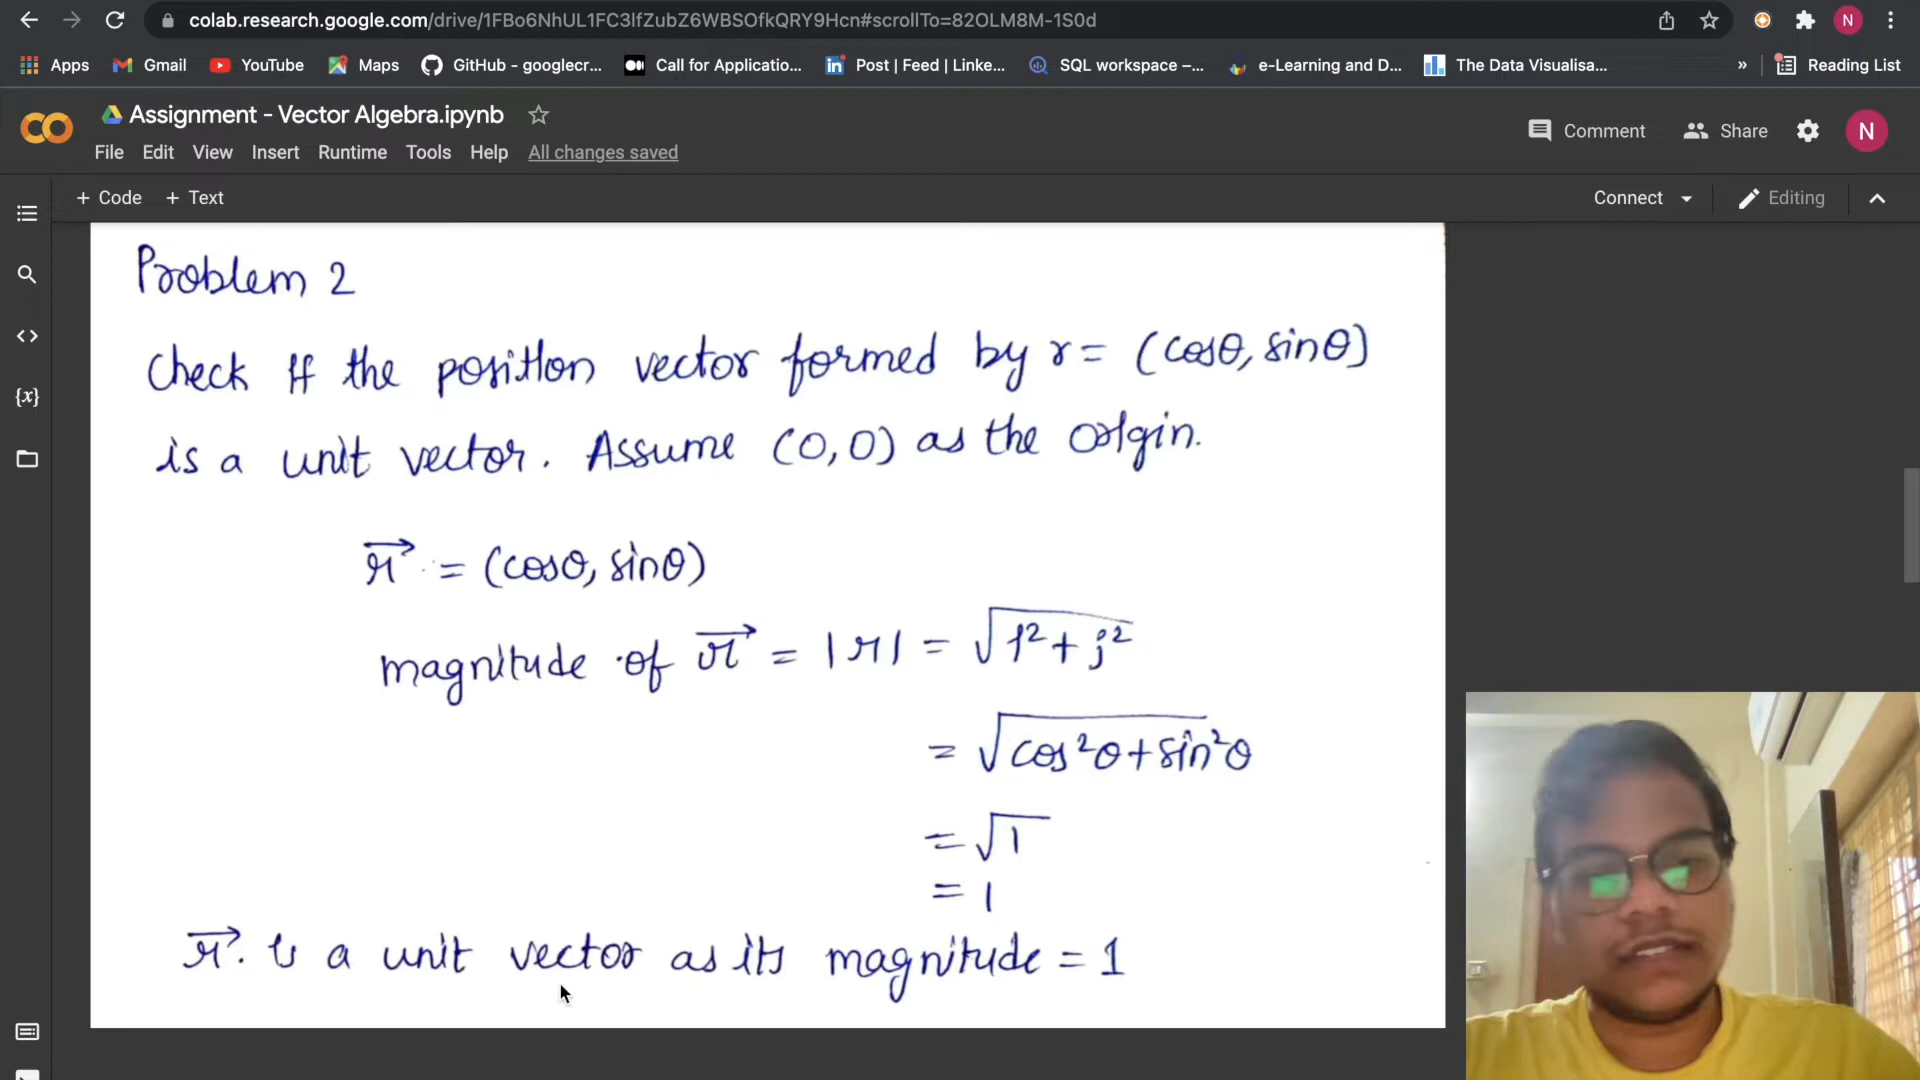 colab.research.google.com/drive/1FBo6NhUL1FC3lfZubZ6WBSOfkQRY9Hcn#scrollTo=82OLM8M-1S0d
N
Apps Gmail YouTube Maps GitHub - googlecr... Call for Applicatio... Post | Feed | Linke... SQL workspace –... e-Learning and D... The Data Visualisa... » Reading List
Assignment - Vector Algebra.ipynb
Comment Share N
File Edit View Insert Runtime Tools Help All changes saved
+ Code + Text Connect Editing
Problem 2
Check if the position vector formed by r = (cosθ, sinθ)
is a unit vector. Assume (0,0) as the origin.
r⃗ = (cosθ, sinθ)
magnitude of r⃗ = |r| = √i² + j²
= √cos²θ + sin²θ
= √1
= 1
r⃗. is a unit vector as its magnitude = 1